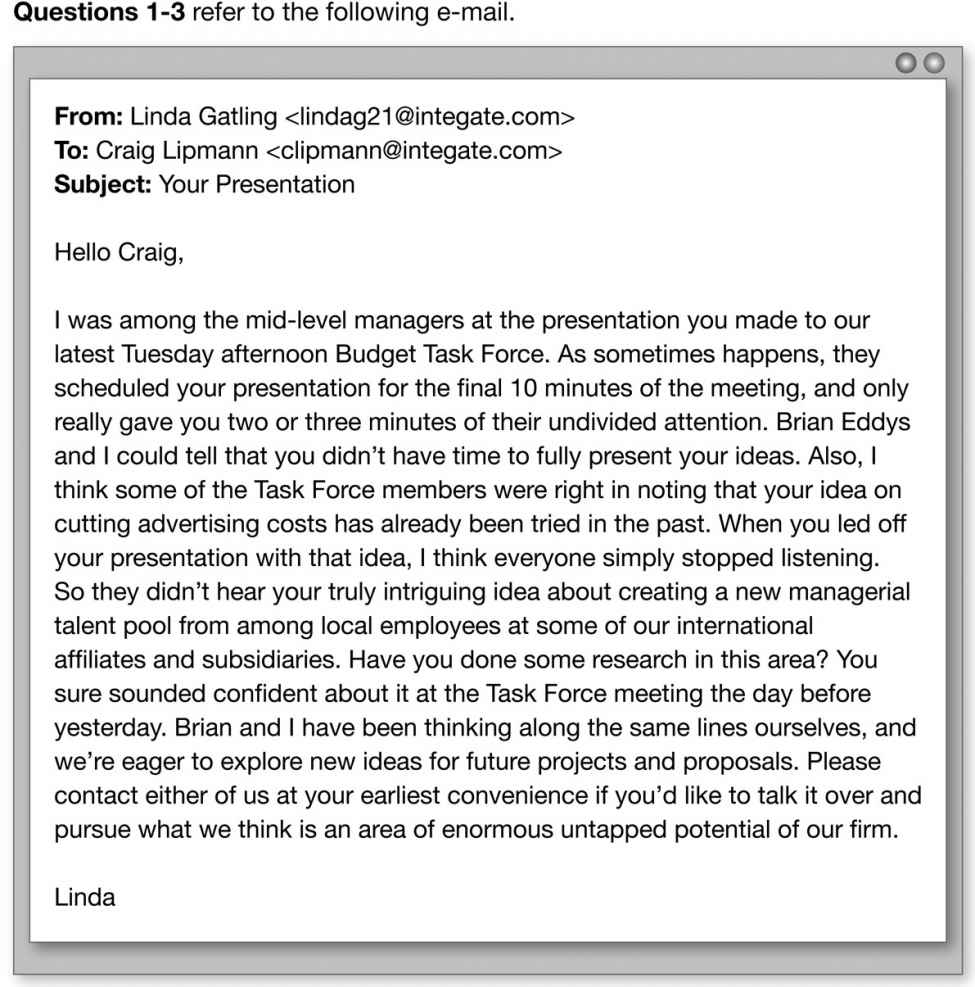 Questions 1-3 refer to the following e-mail.
From: Linda Gatling <lindag21@integate.com>
To: Craig Lipmann <clipmann@integate.com>
Subject: Your Presentation
Hello Craig,
I was among the mid-level managers at the presentation you made to our
latest Tuesday afternoon Budget Task Force. As sometimes happens, they
scheduled your presentation for the final 10 minutes of the meeting, and only
really gave you two or three minutes of their undivided attention. Brian Eddys
and I could tell that you didn’t have time to fully present your ideas. Also, I
think some of the Task Force members were right in noting that your idea on
cutting advertising costs has already been tried in the past. When you led off
your presentation with that idea, I think everyone simply stopped listening.
So they didn’t hear your truly intriguing idea about creating a new managerial
talent pool from among local employees at some of our international
affiliates and subsidiaries. Have you done some research in this area? You
sure sounded confident about it at the Task Force meeting the day before
yesterday. Brian and I have been thinking along the same lines ourselves, and
we’re eager to explore new ideas for future projects and proposals. Please
contact either of us at your earliest convenience if you’d like to talk it over and
pursue what we think is an area of enormous untapped potential of our firm.
Linda